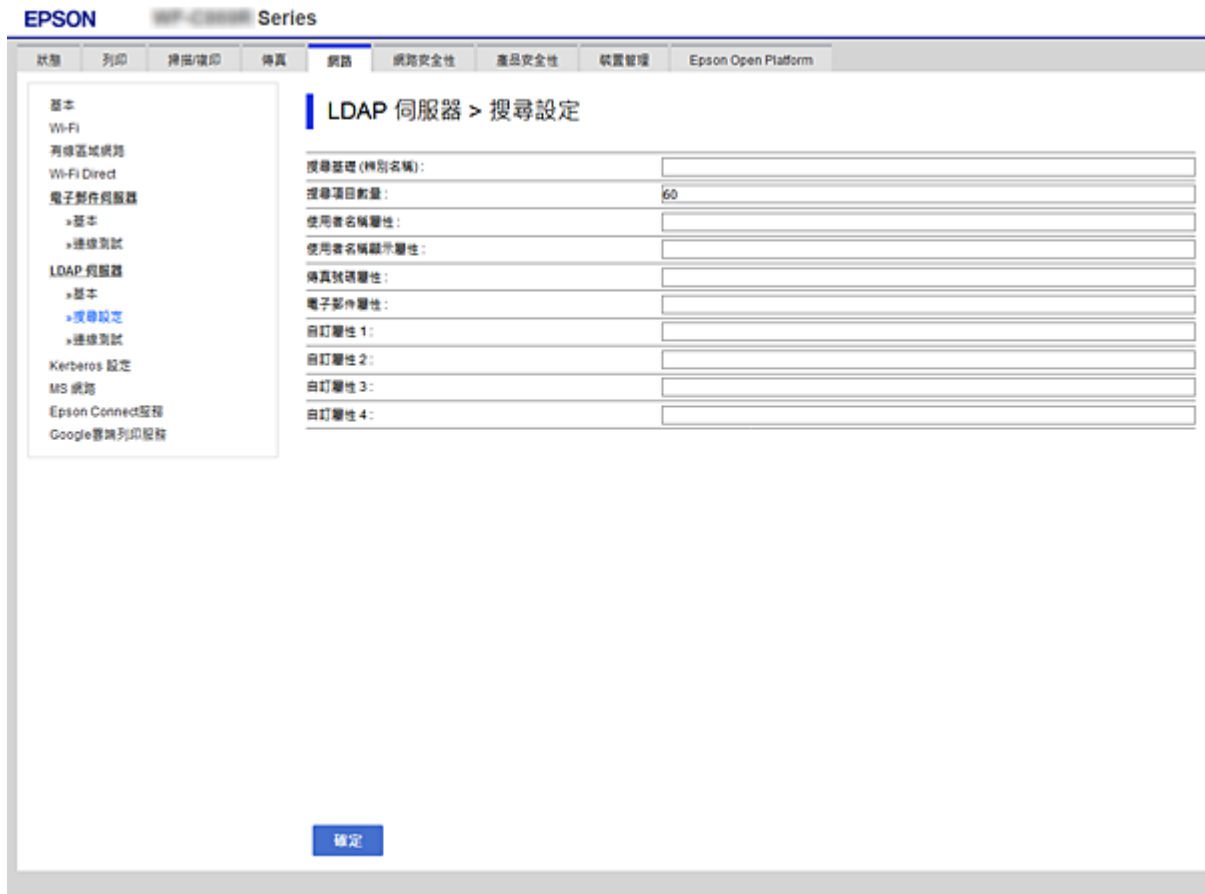 EPSON Series
狀態 列印 掃描/復印 傳真 網路 網路安全性 產品安全性 裝置管理 Epson Open Platform
基本
Wi-Fi
有線區域網路
Wi-Fi Direct
電子郵件伺服器
»基本
»連線測試
LDAP 伺服器
»基本
»搜尋設定
»連線測試
Kerberos 設定
MS 網路
Epson Connect服務
Google雲端列印服務
LDAP 伺服器 > 搜尋設定
搜尋基礎 (辨別名稱) :
搜尋項目數量 : 60
使用者名稱屬性 :
使用者名稱顯示屬性 :
傳真號碼屬性 :
電子郵件屬性 :
自訂屬性 1 :
自訂屬性 2 :
自訂屬性 3 :
自訂屬性 4 :
確定